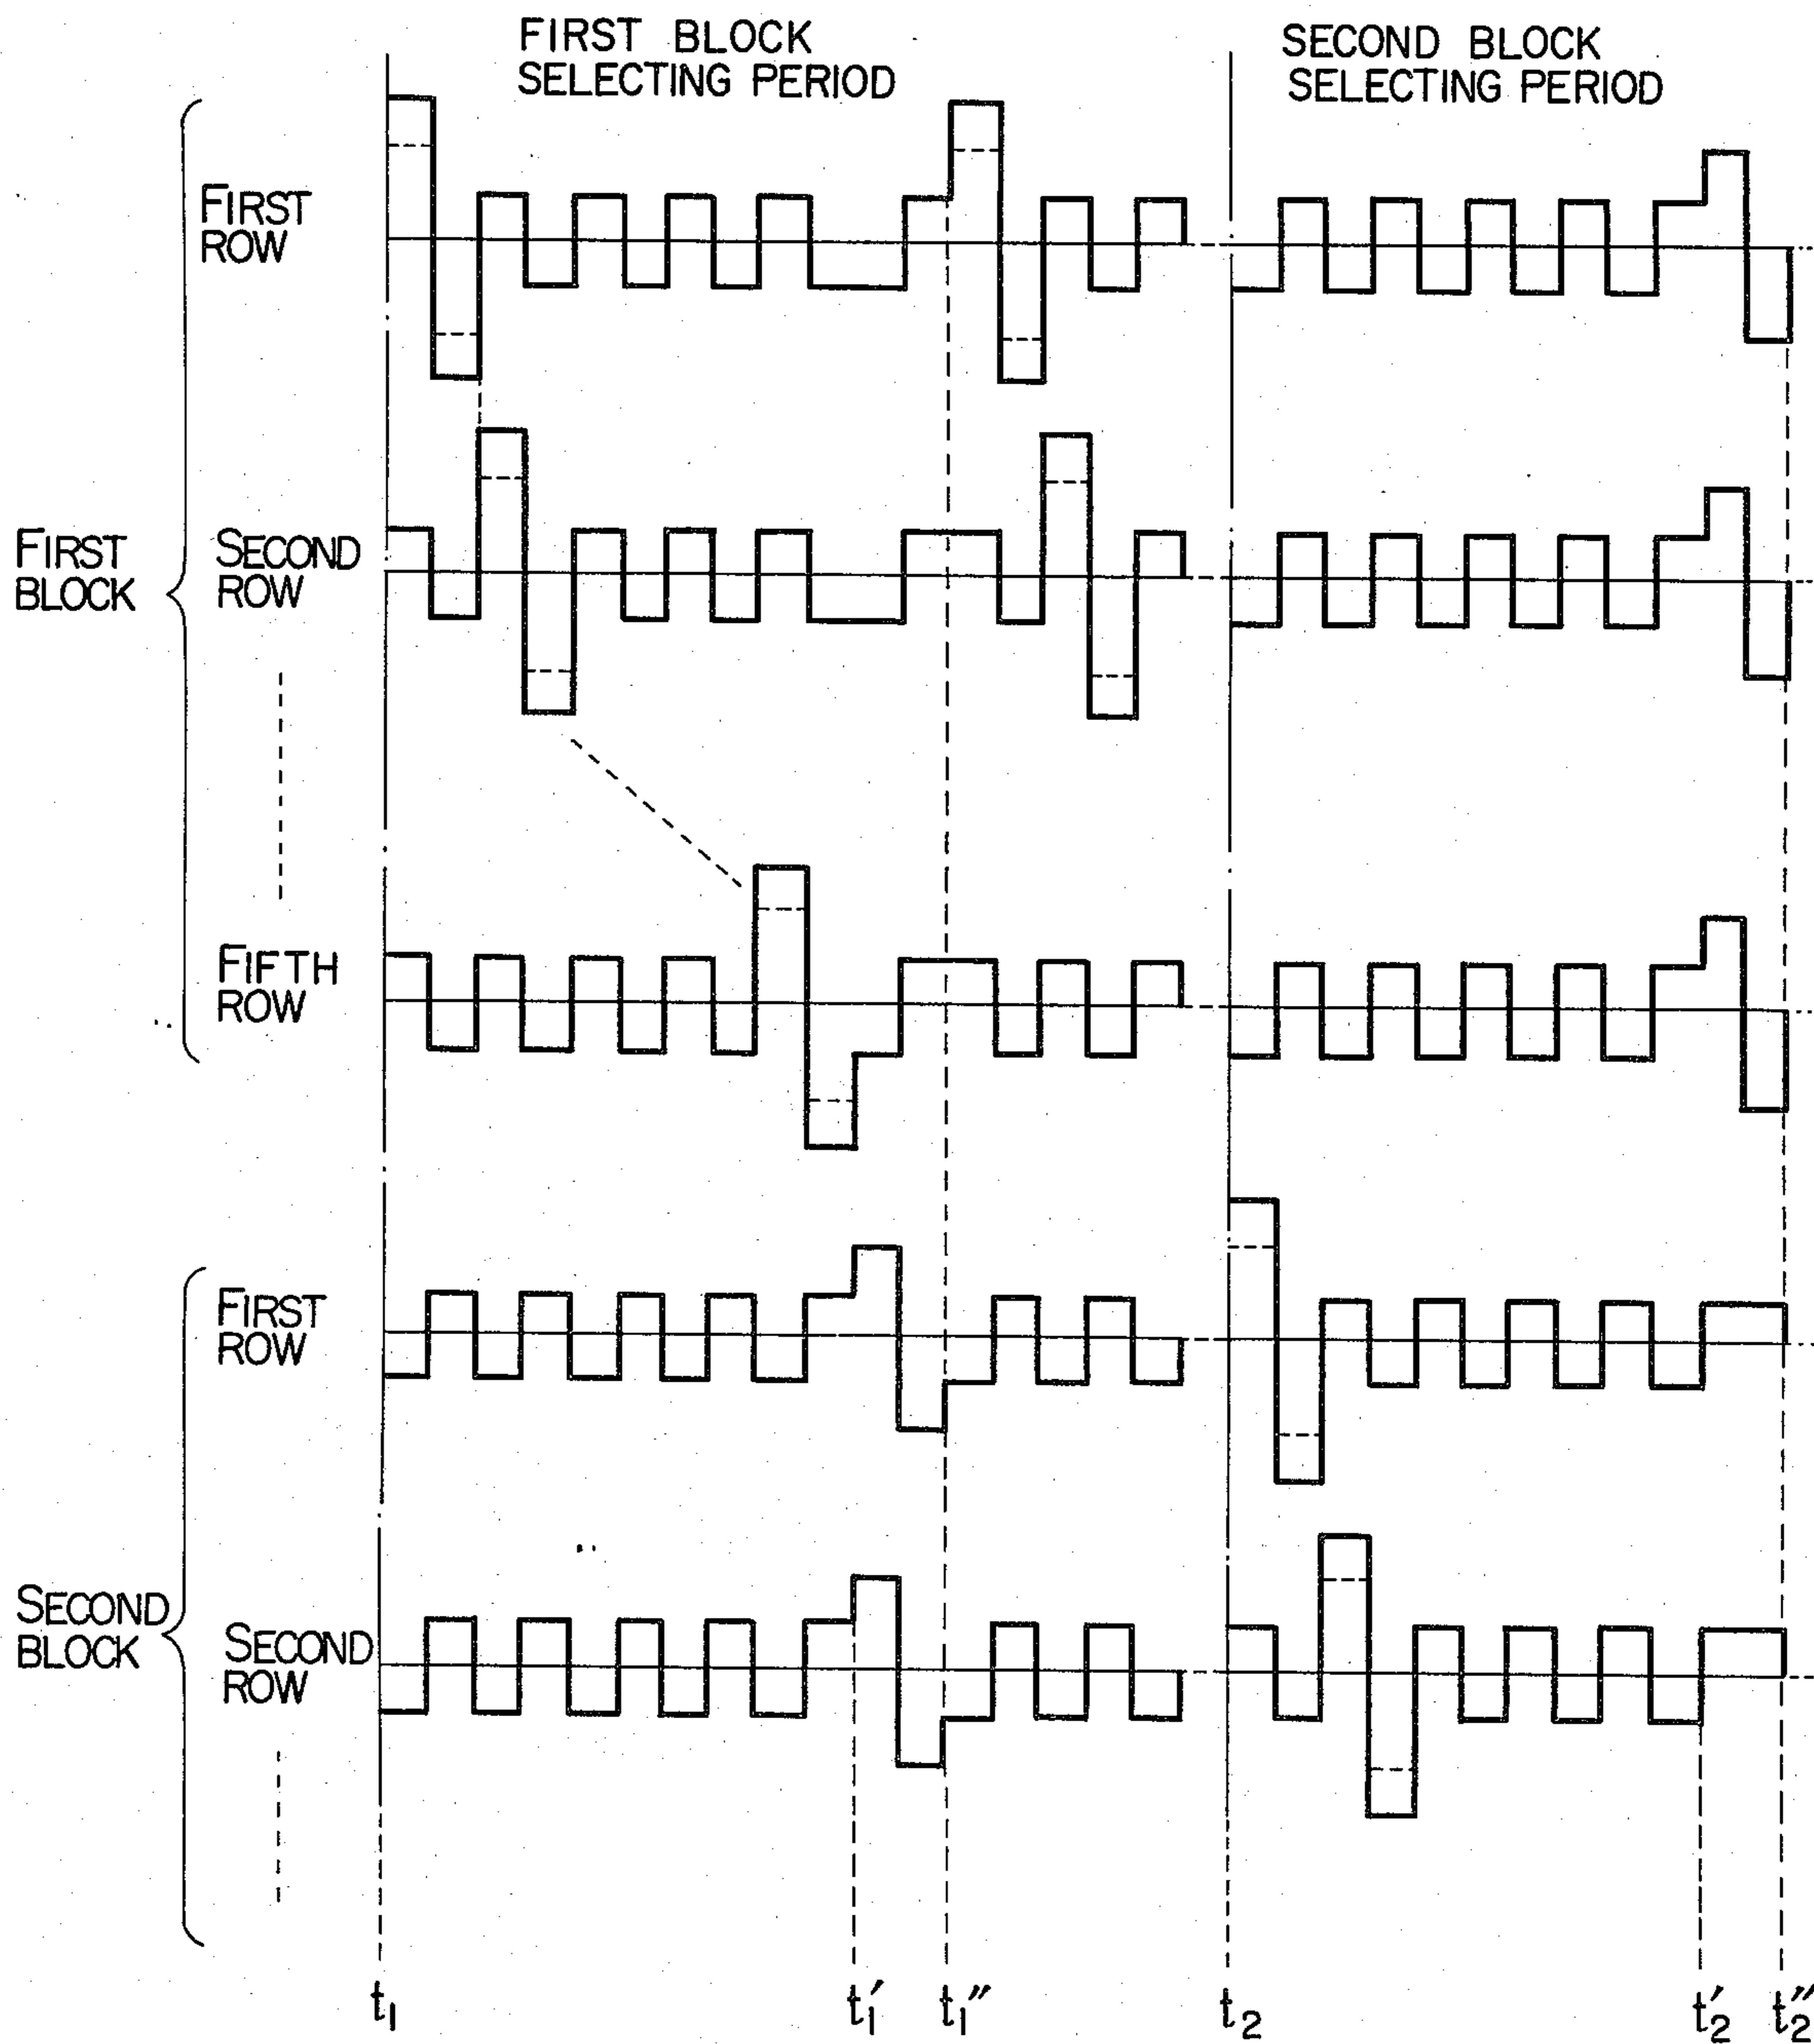 FIRST BLOCK
SELECTING PERIOD
SECOND BLOCK
SELECTING PERIOD
FIRST
ROW
FIRST
BLOCK
SECOND
ROW
FIFTH
ROW
FIRST
ROW
SECOND
BLOCK
SECOND
ROW
t₁ t₁′ t₁″ t₂ t₂′ t₂″